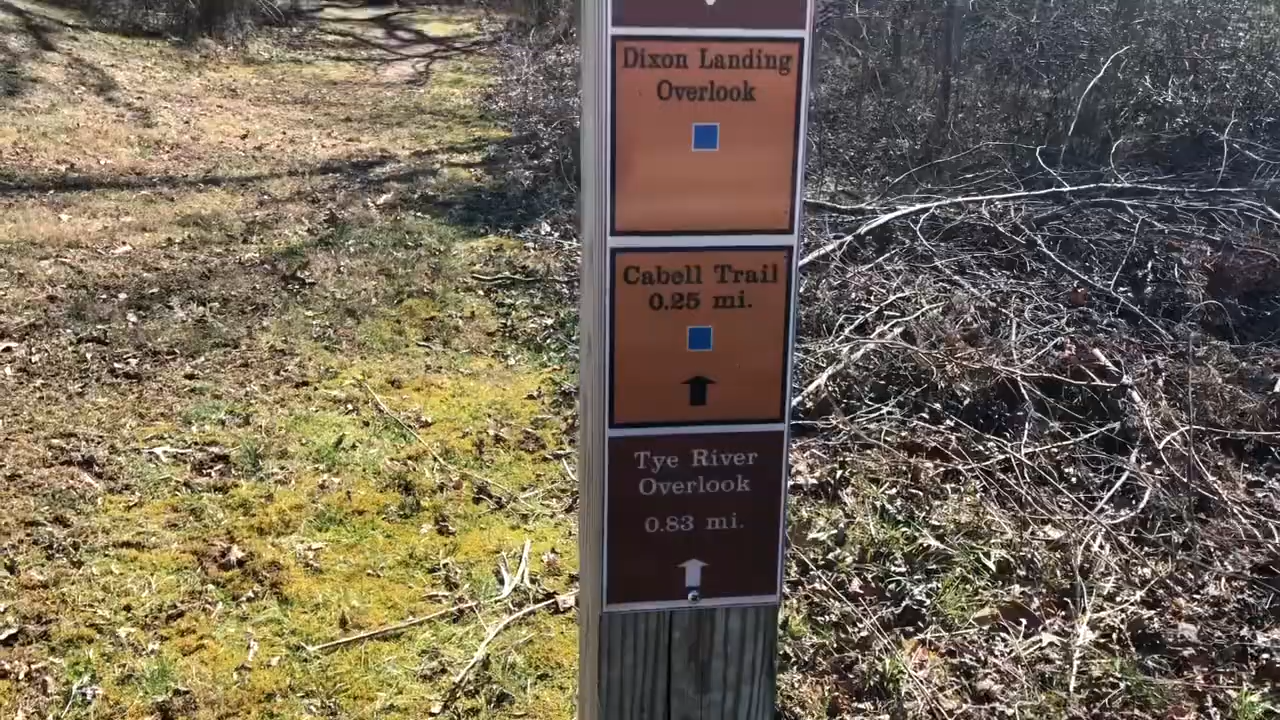 Dixon Landing
Overlook
Cabell Trail
0.25 mi.
Tye River
Overlook
0.83 mi.